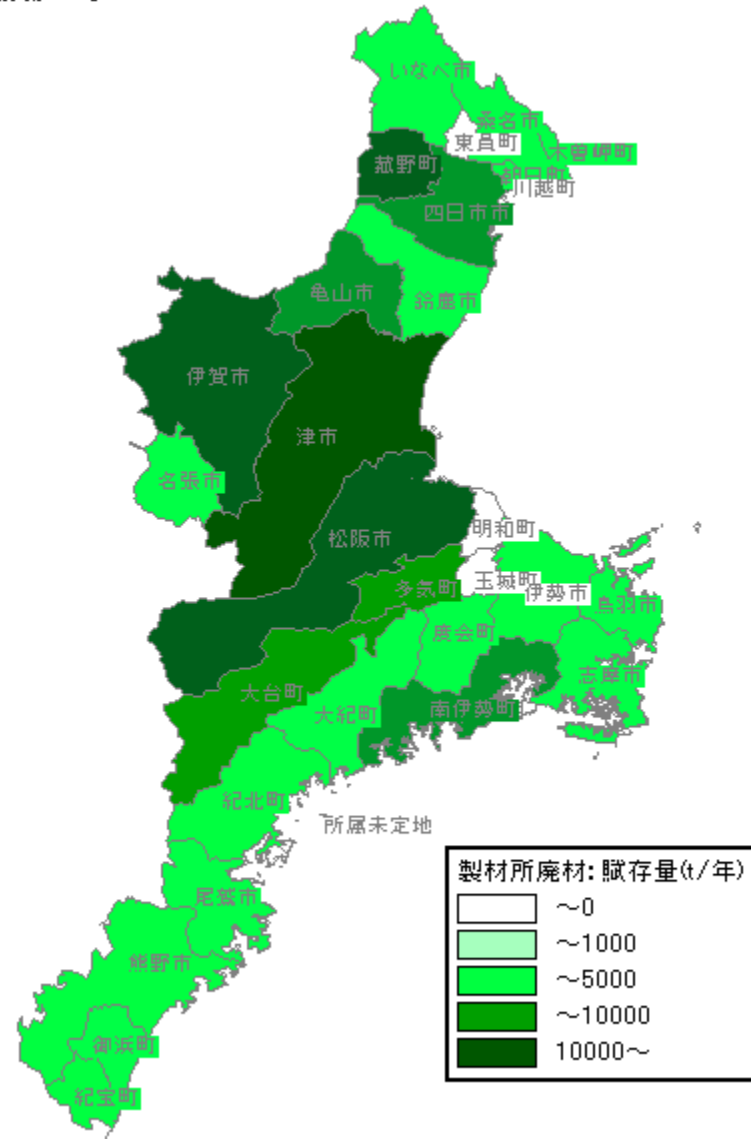 いなべ市
桑名市
東員町
木曽岬町
菰野町
朝日町
川越町
四日市市
亀山市
鈴鹿市
伊賀市
津市
名張市
明和町
松阪市
玉城町
多気町
伊勢市
鳥羽市
度会町
志摩市
大台町
大紀町
南伊勢町
紀北町
所属未定地
尾鷲市
熊野市
御浜町
紀宝町
製材所廃材:賦存量(t/年)
～0
～1000
～5000
～10000
10000～